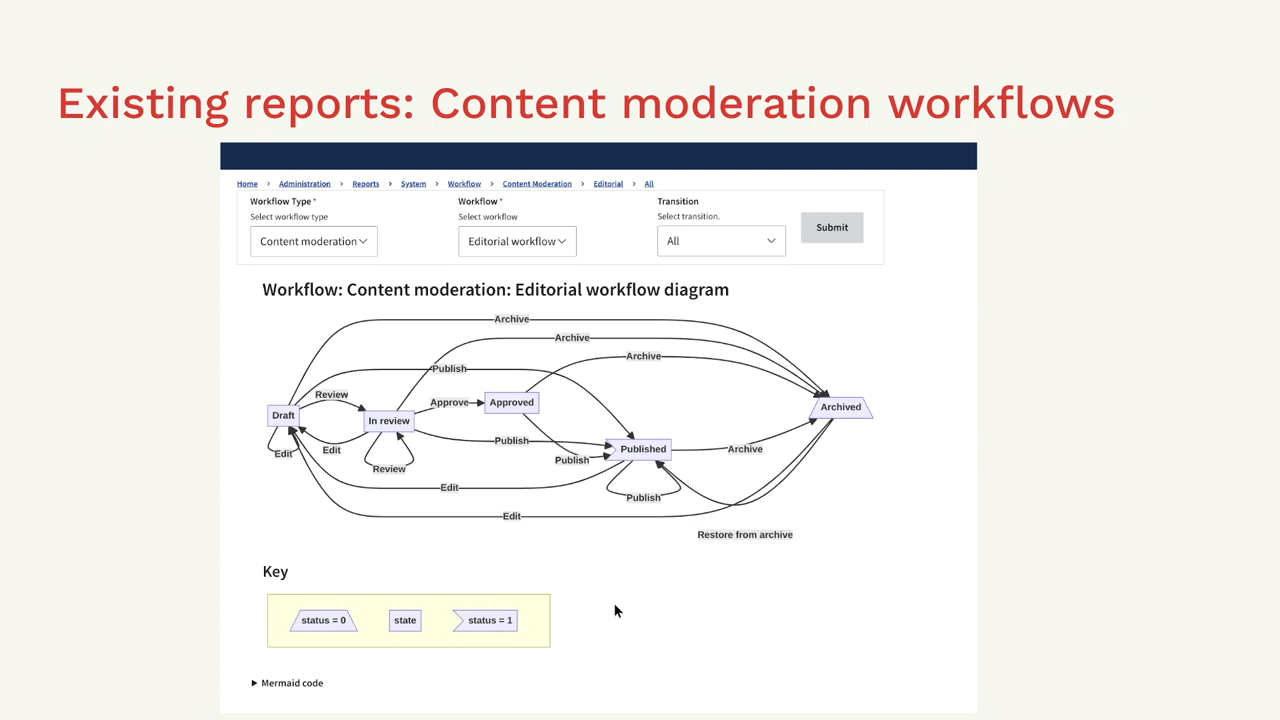 Existing reports: Content moderation workflows
Home > Administration > Reports > System > Workflow > Content Moderation > Editorial > All
Workflow Type * Workflow * Transition
Select workflow type Select workflow Select transition.
Content moderation Editorial workflow All Submit
Workflow: Content moderation: Editorial workflow diagram
Archive
Archive
Archive
Publish
Review
Approve
Approved
Archived
Draft
In review
Publish
Published
Archive
Edit
Edit
Publish
Review
Edit
Publish
Edit
Restore from archive
Key
status = 0 state status = 1
Mermaid code